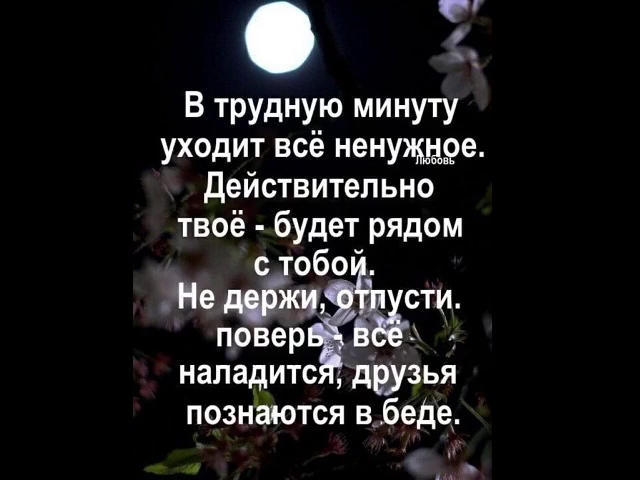 В трудную минуту
уходит всё ненужное.
Любовь
Действительно
твоё - будет рядом
с тобой.
Не держи, отпусти.
поверь - всё
наладится, друзья
познаются в беде.